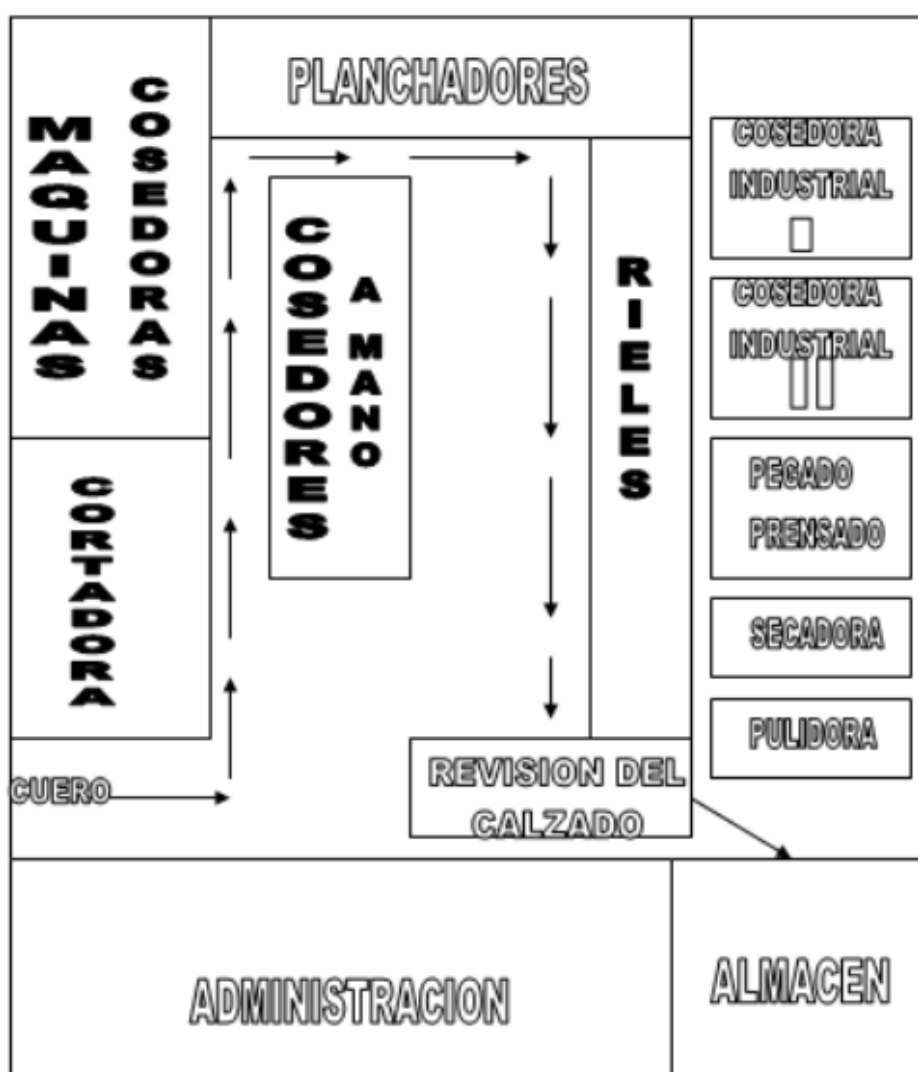 PLANCHADORES
MAQUINAS
COSEDORAS
COSEDORES
A MANO
RIELES
COSEDORA
INDUSTRIAL
COSEDORA
INDUSTRIAL
PEGADO
PRENSADO
SECADORA
PULIDORA
CORTADORA
CUERO
REVISION DEL
CALZADO
ADMINISTRACION
ALMACEN